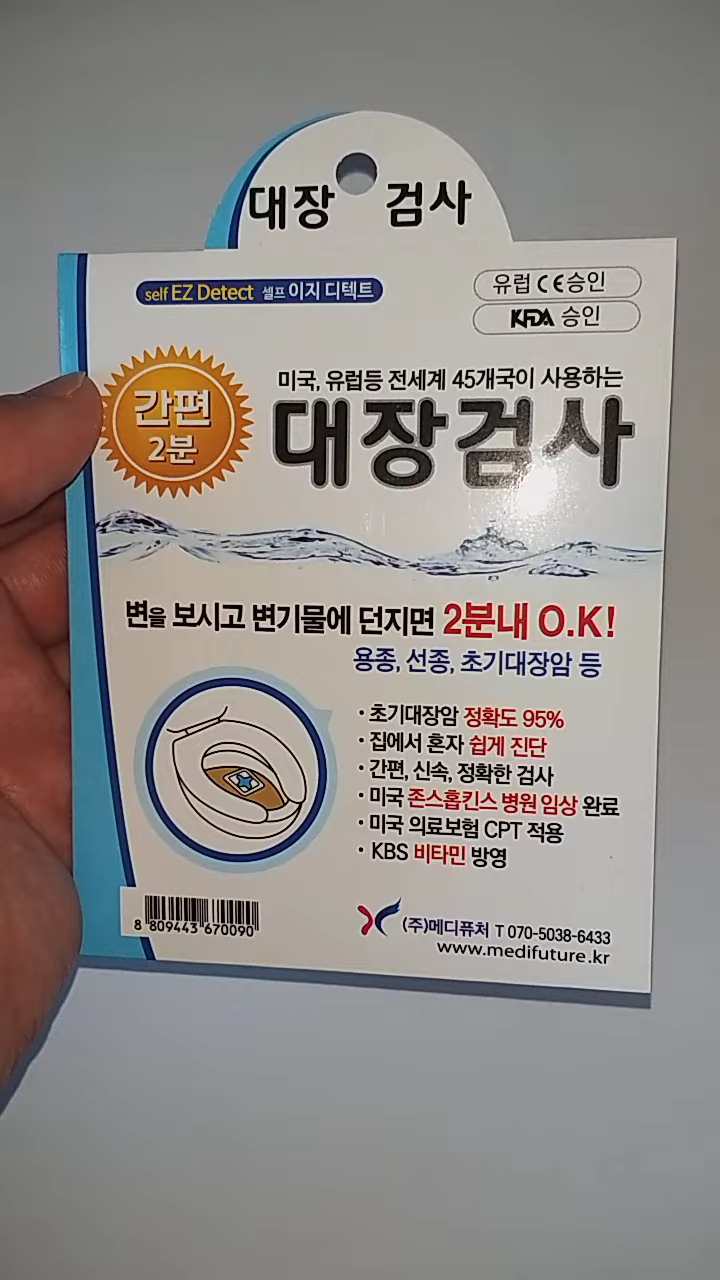 대장 검사
self EZ Detect 셀프 이지 디텍트
유럽 CE승인
KFDA 승인
간편
2분
미국, 유럽등 전세계 45개국이 사용하는
대장검사
변을 보시고 변기물에 던지면 2분내 O.K!
용종, 선종, 초기대장암 등
· 초기대장암 정확도 95%
· 집에서 혼자 쉽게 진단
· 간편, 신속, 정확한 검사
· 미국 존스홉킨스 병원 임상 완료
· 미국 의료보험 CPT 적용
· KBS 비타민 방영
8 809443 670090
(주)메디퓨처 T 070-5038-6433
www.medifuture.kr